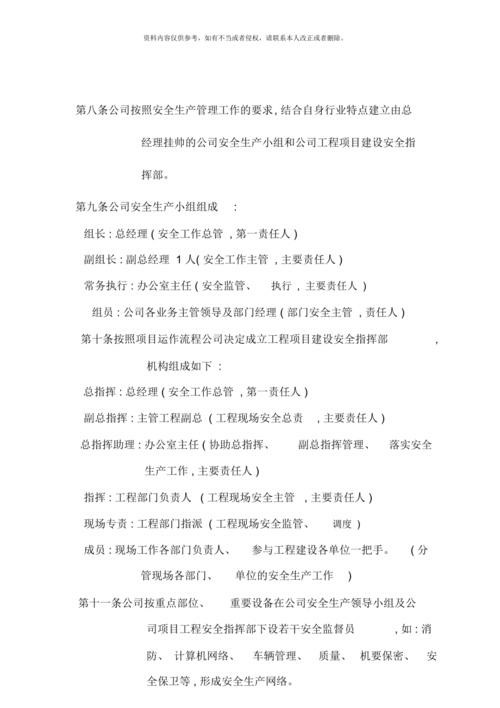 资料内容仅供参考，如有不当或者侵权，请联系本人改正或者删除。
第八条公司按照安全生产管理工作的要求, 结合自身行业特点建立由总
经理挂帅的公司安全生产小组和公司工程项目建设安全指
挥部。
第九条公司安全生产小组组成 :
组长 : 总经理 ( 安全工作总管 , 第一责任人 )
副组长 : 副总经理 1 人( 安全工作主管 , 主要责任人 )
常务执行 : 办公室主任 ( 安全监管、 执行 , 主要责任人 )
组员 : 公司各业务主管领导及部门经理 ( 部门安全主管 , 责任人 )
第十条按照项目运作流程公司决定成立工程项目建设安全指挥部 ,
机构组成如下 :
总指挥 : 总经理 ( 安全工作总管 , 第一责任人 )
副总指挥 : 主管工程副总 ( 工程现场安全总责 , 主要责任人 )
总指挥助理 : 办公室主任 ( 协助总指挥、 副总指挥管理、 落实安全
生产工作 , 主要责任人 )
指挥 : 工程部门负责人 ( 工程现场安全主管 , 主要责任人 )
现场专责 : 工程部门指派 ( 工程现场安全监管、 调度 )
成员 : 现场工作各部门负责人、 参与工程建设各单位一把手。 ( 分
管现场各部门、 单位的安全生产工作 )
第十一条公司按重点部位、 重要设备在公司安全生产领导小组及公
司项目工程安全指挥部下设若干安全监督员 , 如 : 消
防、 计算机网络、 车辆管理、 质量、 机要保密、 安
全保卫等 , 形成安全生产网络。